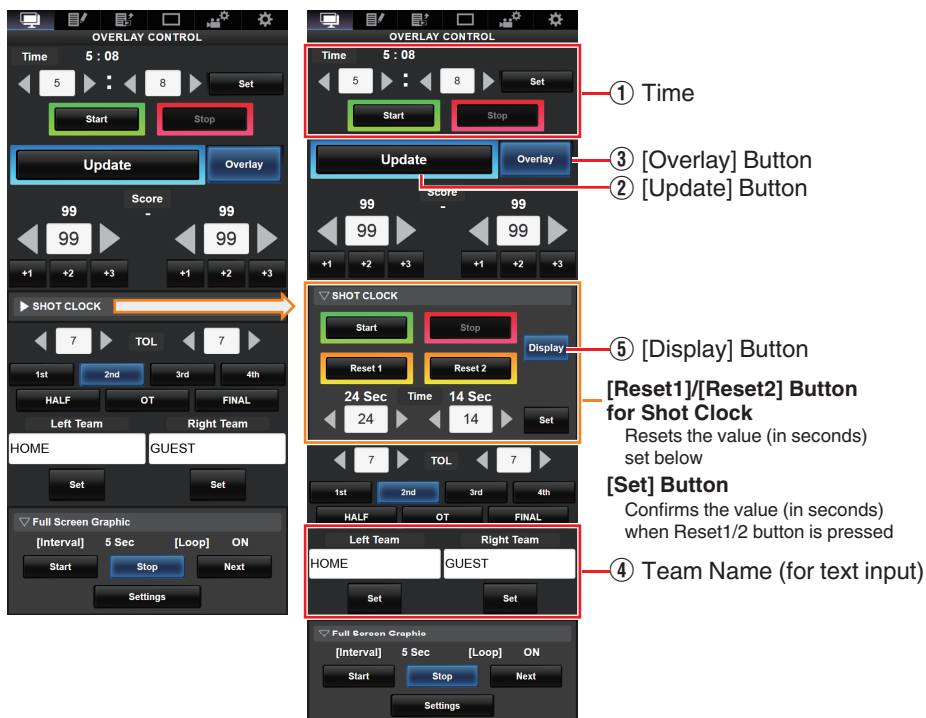 OVERLAY CONTROL
Time 5 : 08
5 : 8 Set
Start Stop
Update Overlay
Score
99 - 99
99 99
+1 +2 +3 +1 +2 +3
SHOT CLOCK
7 TOL 7
1st 2nd 3rd 4th
HALF OT FINAL
Left Team Right Team
HOME GUEST
Set Set
Full Screen Graphic
[Interval] 5 Sec [Loop] ON
Start Stop Next
Settings
OVERLAY CONTROL
Time 5 : 08
5 : 8 Set
Start Stop
Update Overlay
Score
99 - 99
99 99
+1 +2 +3 +1 +2 +3
SHOT CLOCK
Start Stop
Display
Reset 1 Reset 2
24 Sec Time 14 Sec
24 14 Set
7 TOL 7
1st 2nd 3rd 4th
HALF OT FINAL
Left Team Right Team
HOME GUEST
Set Set
Full Screen Graphic
[Interval] 5 Sec [Loop] ON
Start Stop Next
Settings
① Time
③ [Overlay] Button
② [Update] Button
⑤ [Display] Button
[Reset1]/[Reset2] Button
for Shot Clock
Resets the value (in seconds)
set below
[Set] Button
Confirms the value (in seconds)
when Reset1/2 button is pressed
④ Team Name (for text input)